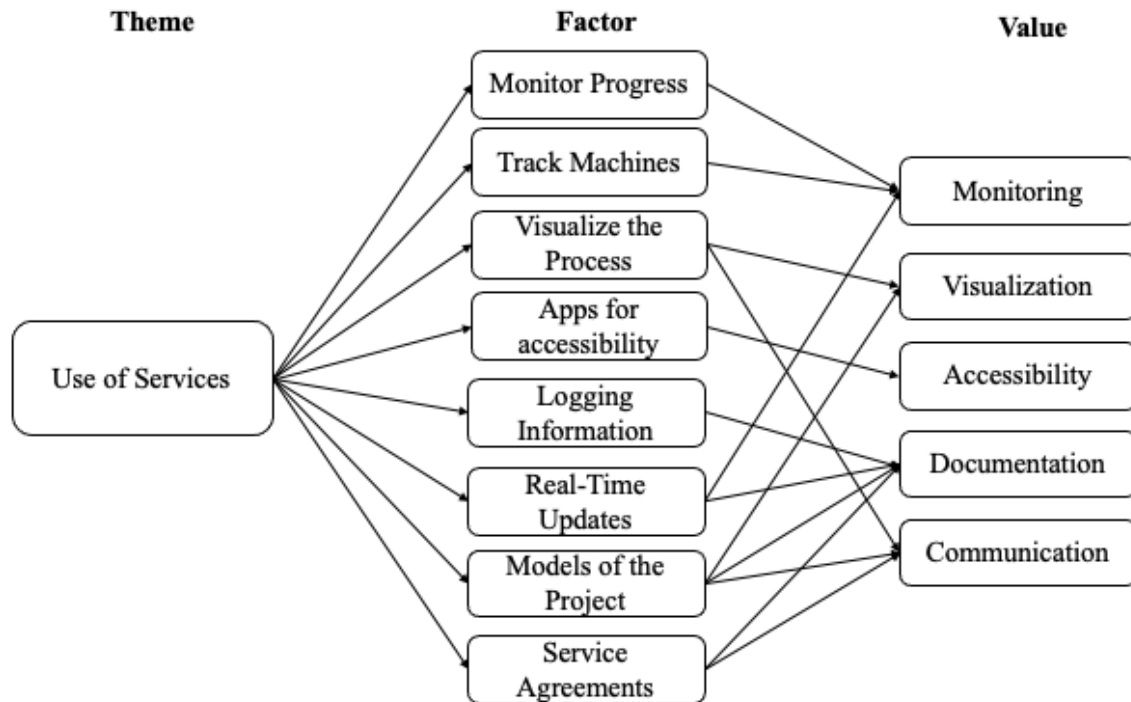 Theme
Factor
Value
Use of Services
Monitor Progress
Track Machines
Visualize the
Process
Apps for
accessibility
Logging
Information
Real-Time
Updates
Models of the
Project
Service
Agreements
Monitoring
Visualization
Accessibility
Documentation
Communication